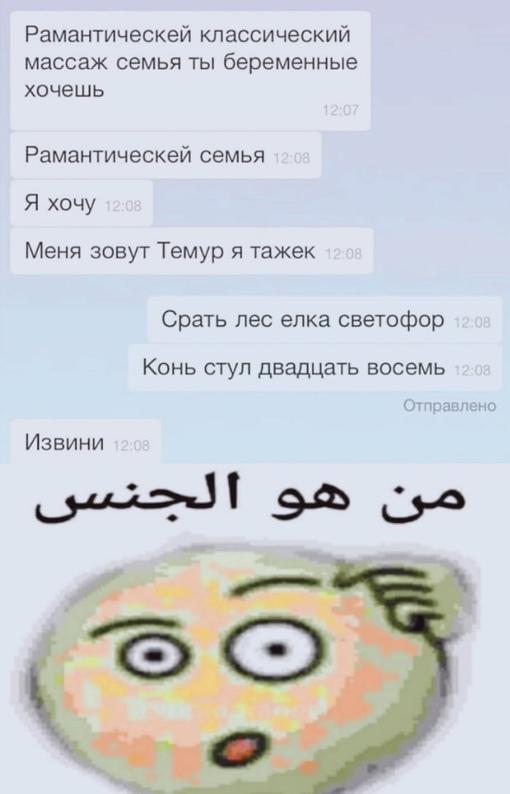 Рамантическей классический
массаж семья ты беременные
хочешь
12:07
Рамантическей семья 12:08
Я хочу 12:08
Меня зовут Темур я тажек 12:08
Срать лес елка светофор 12:08
Конь стул двадцать восемь 12:08
Отправлено
Извини 12:08
من هو الجنس